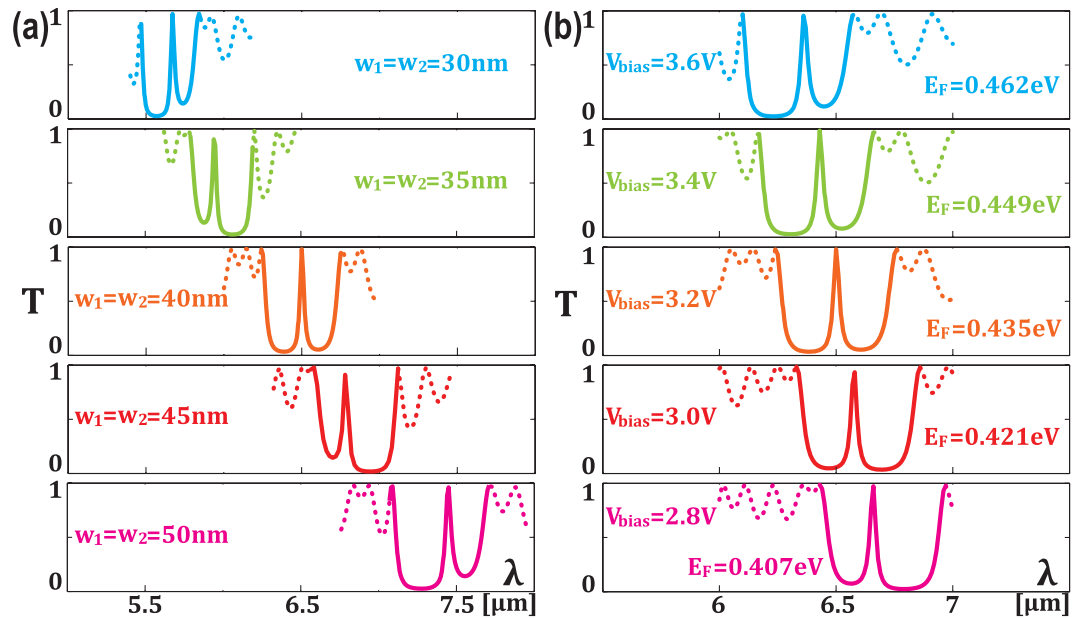 (a)
1
w₁=w₂=30nm
0
1
w₁=w₂=35nm
0
1
w₁=w₂=40nm
T
0
1
w₁=w₂=45nm
0
1
w₁=w₂=50nm
0
λ
5.5 6.5 7.5 [μm]
(b)
1
V_bias=3.6V
E_F=0.462eV
0
1
V_bias=3.4V
E_F=0.449eV
0
1
V_bias=3.2V
T
E_F=0.435eV
0
1
V_bias=3.0V
E_F=0.421eV
0
1
V_bias=2.8V
E_F=0.407eV
0
λ
6 6.5 7 [μm]